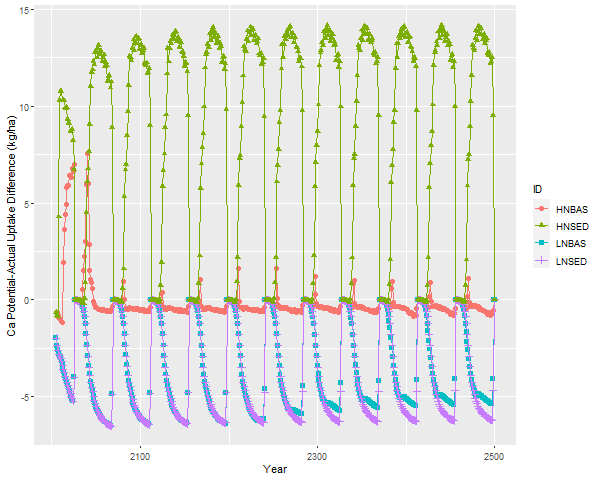 15
10
5
0
-5
Ca Potential-Actual Uptake Difference (kg/ha)
2100
2300
2500
Year
ID
HNBAS
HNSED
LNBAS
LNSED